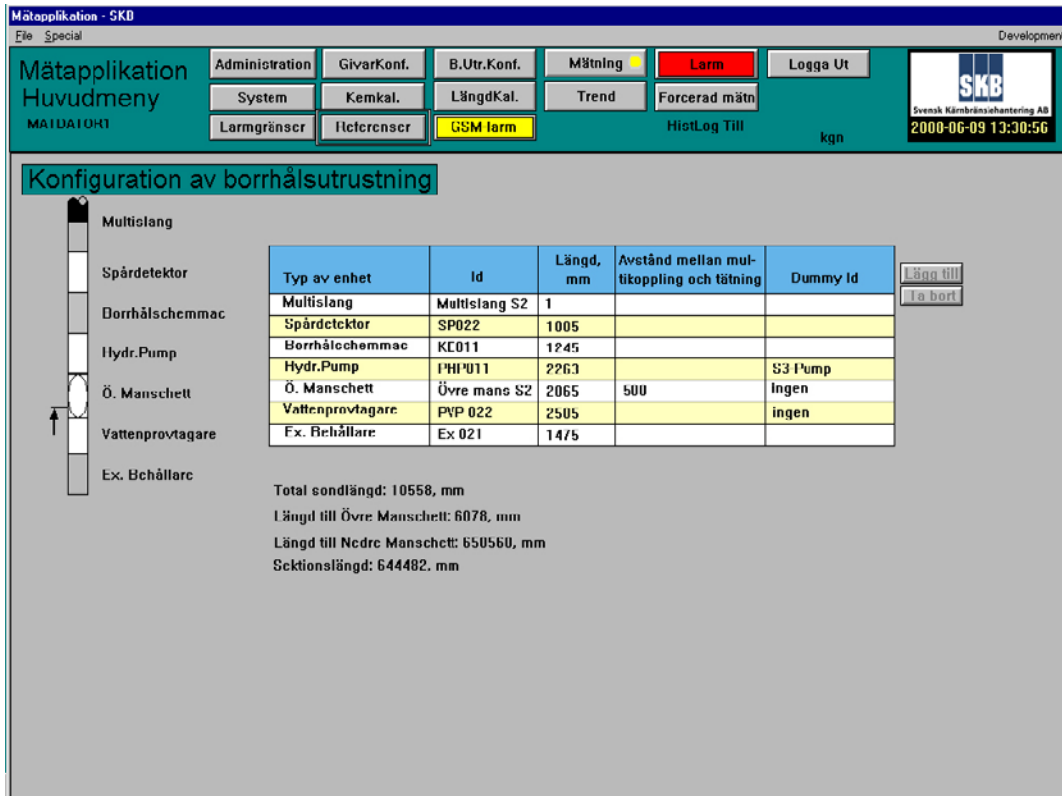 Mätapplikation - SKB
File Special Development
Mätapplikation
Huvudmeny
MATDATOR1
Administration GivarKonf. B.Utr.Konf. Mätning Larm Logga Ut
System Kemkal. LängdKal. Trend Forcerad mätn
Larmgränser Referenser GSM-larm HistLog Till kgn
SKB
Svensk Kärnbränslehantering AB
2000-06-09 13:30:56
Konfiguration av borrhålsutrustning
Multislang
Spårdetektor
Borrhålschemmac
Hydr.Pump
Ö. Manschett
Vattenprovtagare
Ex. Behållare
Typ av enhet Id Längd, mm Avstånd mellan mul-tikoppling och tätning Dummy Id
Multislang Multislang S2 1
Spårdetektor SP022 1005
Borrhålschemmac KE011 1245
Hydr.Pump PHP011 2263 S3-Pump
Ö. Manschett Övre mans S2 2065 500 Ingen
Vattenprovtagare PVP 022 2505 ingen
Ex. Behållare Ex 021 1475
Lägg till
Ta bort
Total sondlängd: 10558, mm
Längd till Övre Manschett: 6078, mm
Längd till Nedre Manschett: 650560, mm
Sektionslängd: 644482. mm